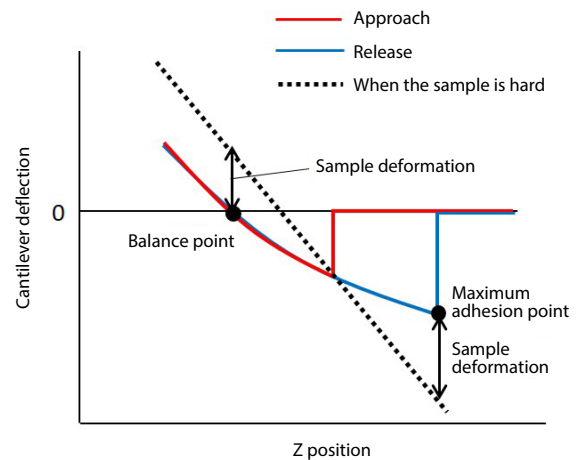 Approach
Release
When the sample is hard
Sample deformation
Cantilever deflection
0
Balance point
Maximum
adhesion point
Sample
deformation
Z position